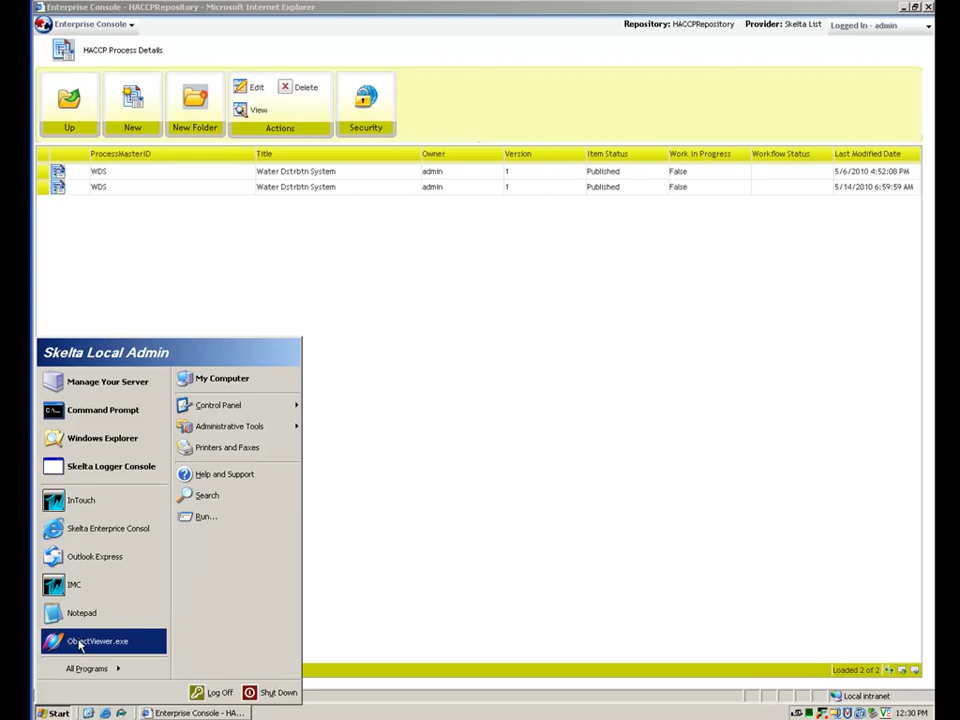 Enterprise Console - HACCPRepository - Microsoft Internet Explorer
Enterprise Console
Repository: HACCPRepository Provider: Skelta List Logged In - admin
HACCP Process Details
Edit Delete
View
Up New New Folder Actions Security
ProcessMasterID Title Owner Version Item Status Work In Progress Workflow Status Last Modified Date
WDS Water Dstrbtn System admin 1 Published False 5/6/2010 4:52:08 PM
WDS Water Dstrbtn System admin 1 Published False 5/14/2010 6:59:59 AM
Skelta Local Admin
Manage Your Server
Command Prompt
Windows Explorer
Skelta Logger Console
InTouch
Skelta Enterprice Consol
Outlook Express
IMC
Notepad
ObjectViewer.exe
All Programs
My Computer
Control Panel
Administrative Tools
Printers and Faxes
Help and Support
Search
Run...
Log Off Shut Down
Loaded 2 of 2
Local intranet
Start Enterprise Console - HA... 12:30 PM